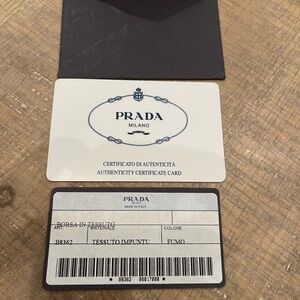 PRADA
MILANO
CERTIFICATO DI AUTENTICITÀ
AUTHENTICITY CERTIFICATE CARD
PRADA
MADE IN ITALY
BORSA IN TESSUTO
ART. MATERIALE COLORE
B8362 TESSUTO IMPUNTU FUMO